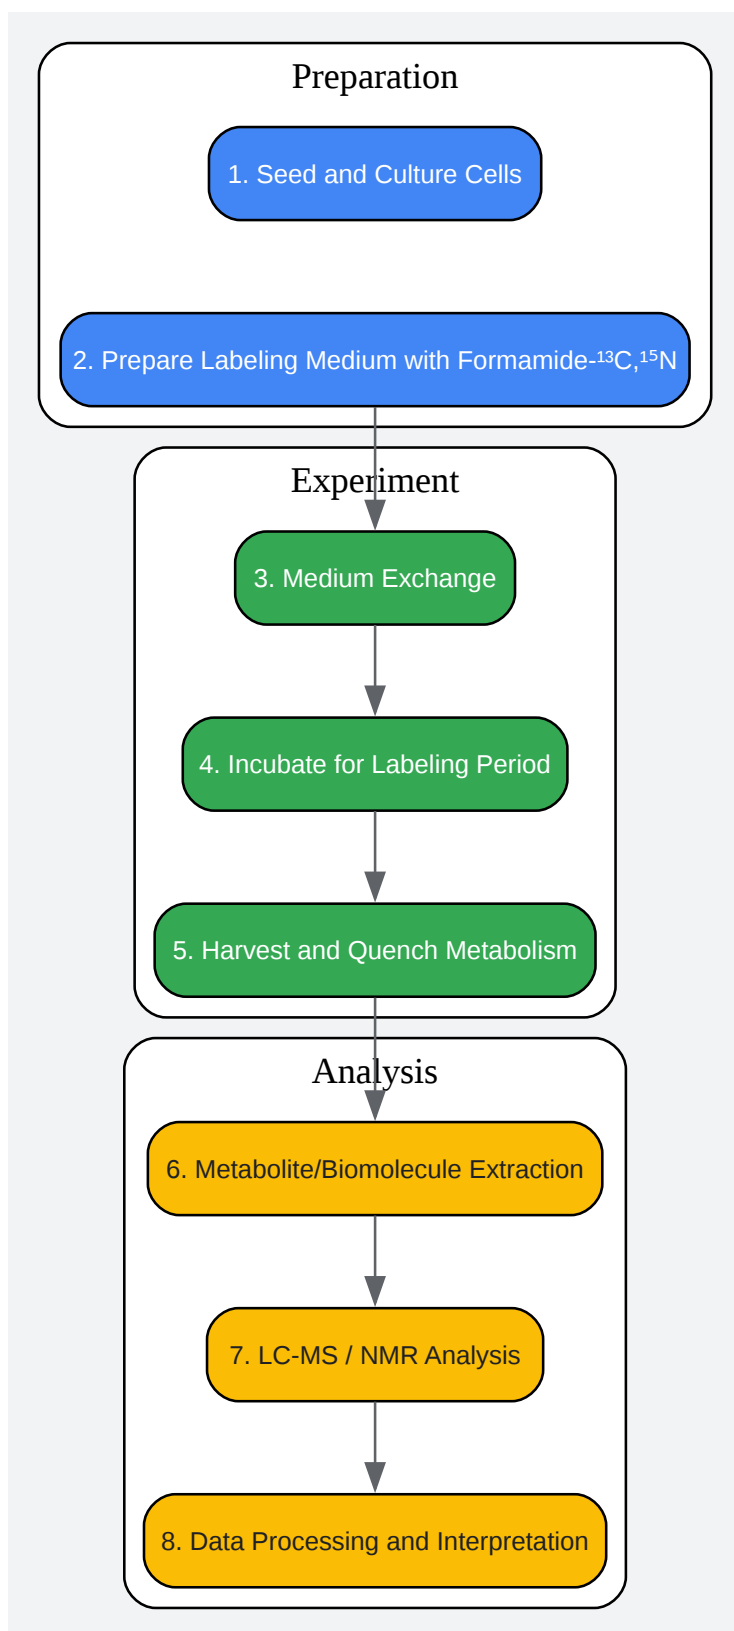 Preparation
1. Seed and Culture Cells
2. Prepare Labeling Medium with Formamide-¹³C,¹⁵N
Experiment
3. Medium Exchange
4. Incubate for Labeling Period
5. Harvest and Quench Metabolism
Analysis
6. Metabolite/Biomolecule Extraction
7. LC-MS / NMR Analysis
8. Data Processing and Interpretation